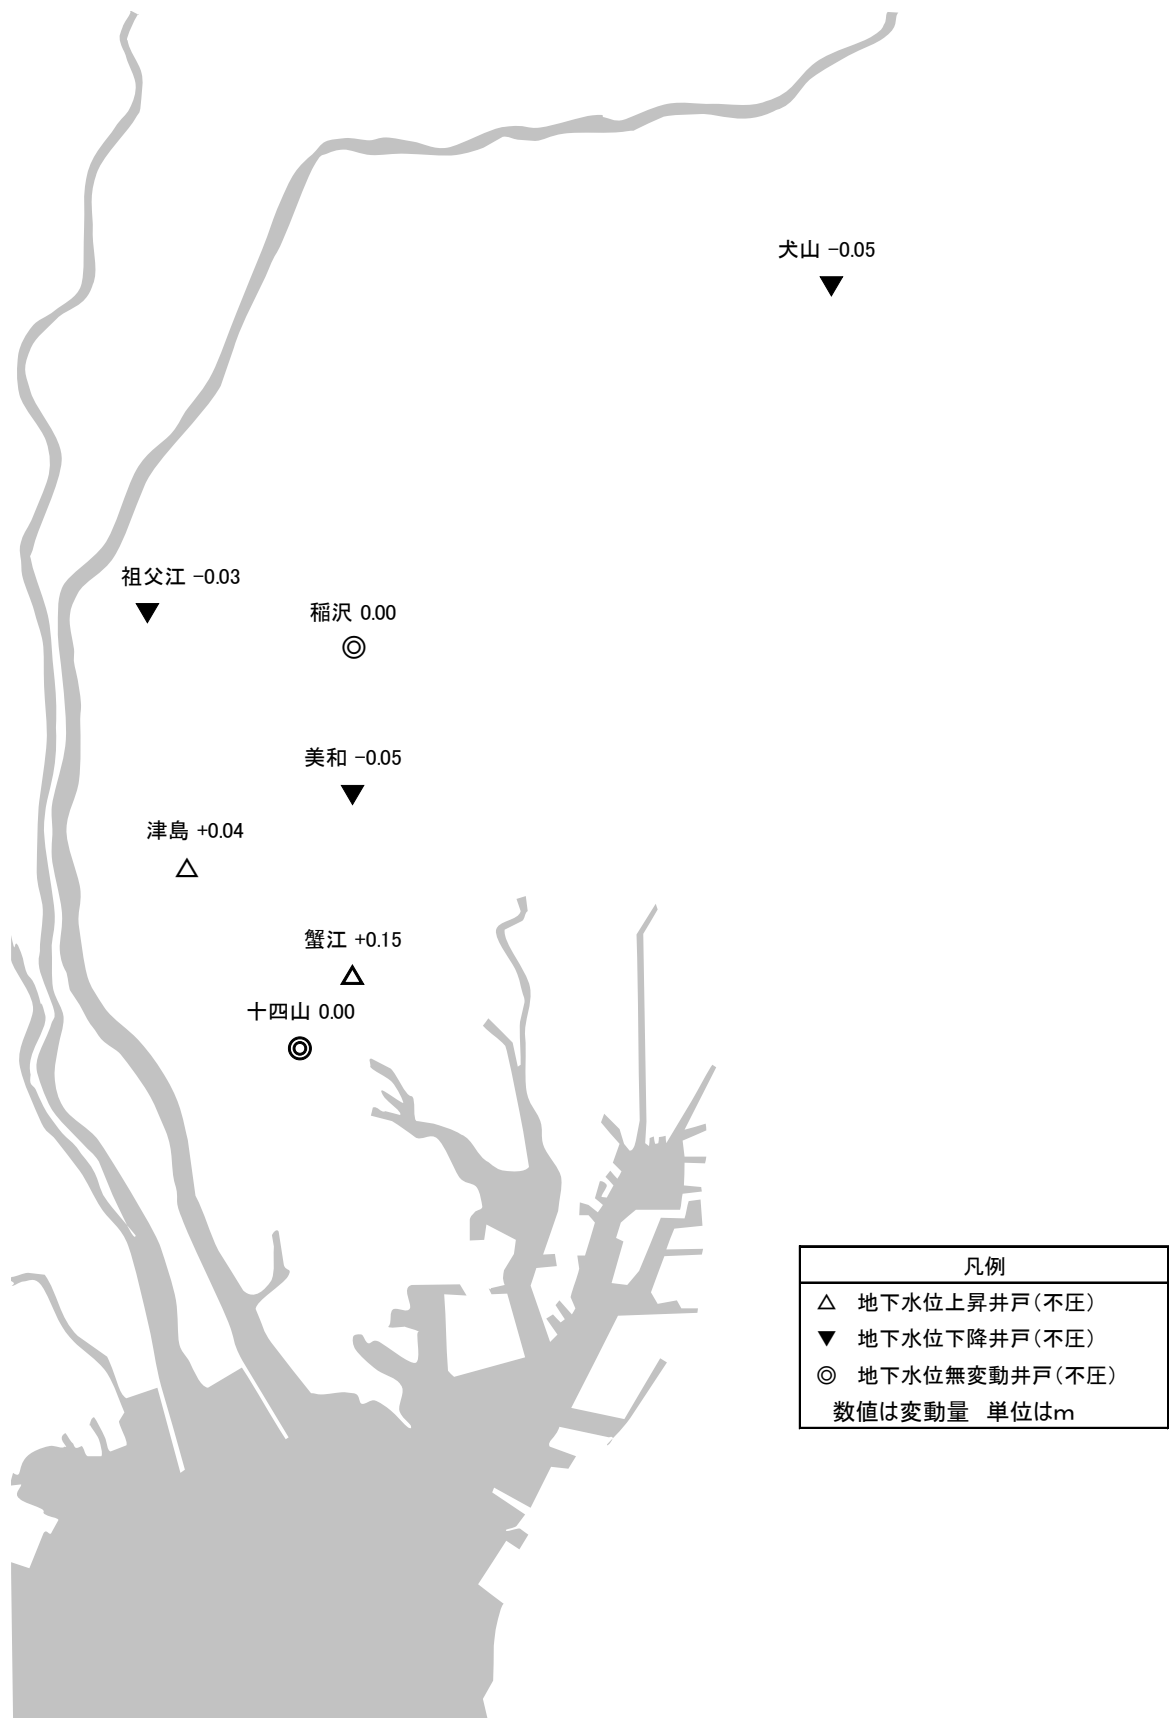 犬山 -0.05
祖父江 -0.03
稲沢 0.00
美和 -0.05
津島 +0.04
蟹江 +0.15
十四山 0.00
凡例
△ 地下水位上昇井戸(不圧)
▼ 地下水位下降井戸(不圧)
◎ 地下水位無変動井戸(不圧)
数値は変動量 単位はm